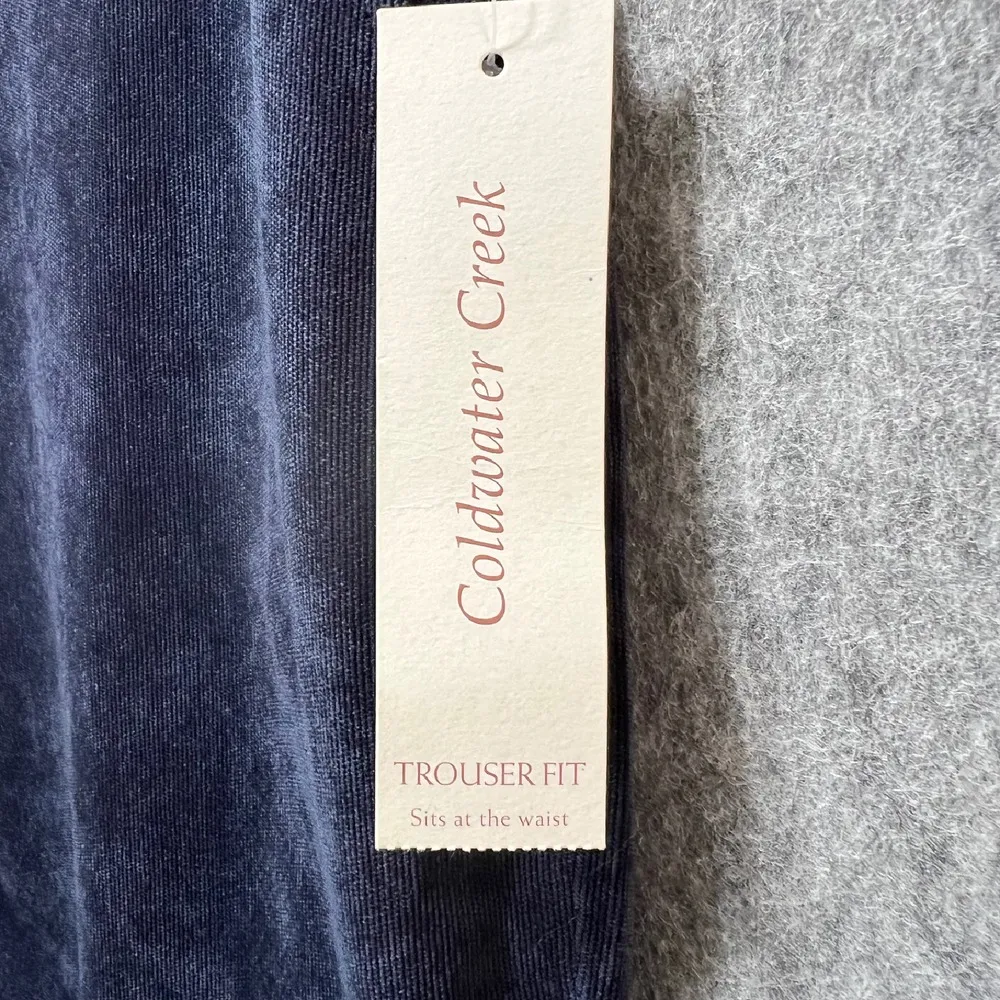 Coldwater Creek
TROUSER FIT
Sits at the waist